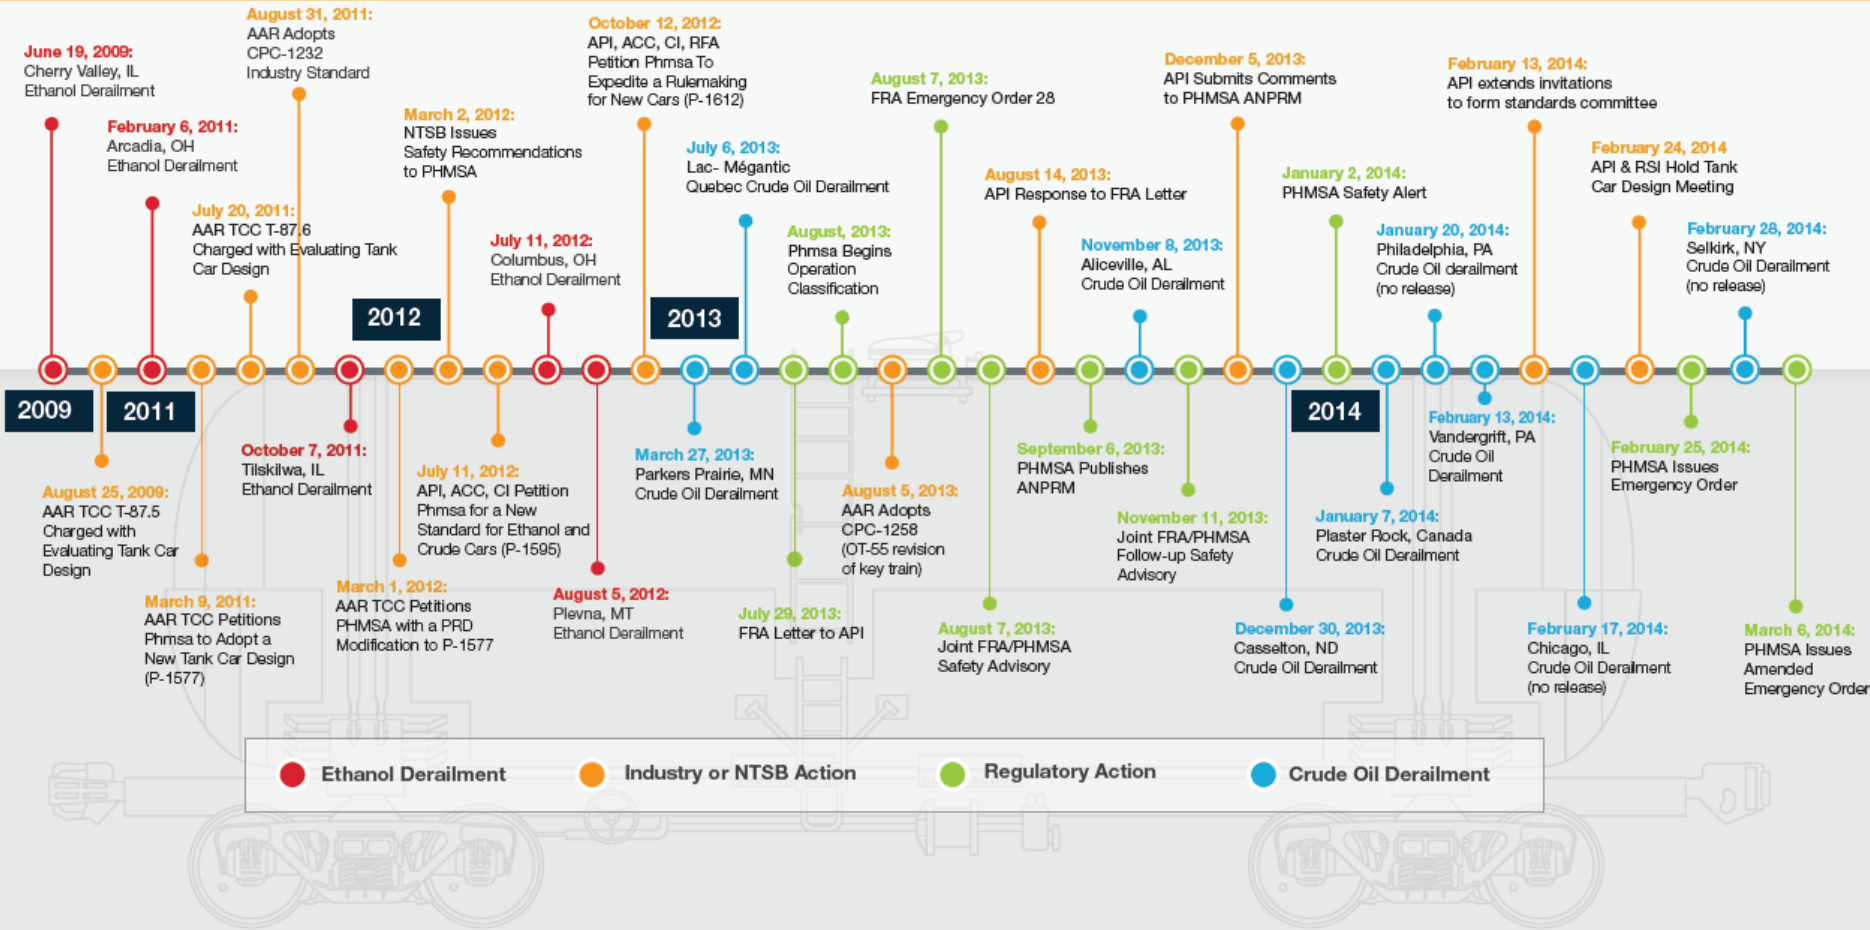 June 19, 2009:
Cherry Valley, IL
Ethanol Derailment
August 25, 2009:
AAR TCC T-87.5
Charged with
Evaluating Tank Car
Design
February 6, 2011:
Arcadia, OH
Ethanol Derailment
March 9, 2011:
AAR TCC Petitions
Phmsa to Adopt a
New Tank Car Design
(P-1577)
July 20, 2011:
AAR TCC T-87.6
Charged with Evaluating Tank
Car Design
August 31, 2011:
AAR Adopts
CPC-1232
Industry Standard
October 7, 2011:
Tilskilwa, IL
Ethanol Derailment
March 1, 2012:
AAR TCC Petitions
PHMSA with a PRD
Modification to P-1577
March 2, 2012:
NTSB Issues
Safety Recommendations
to PHMSA
July 11, 2012:
API, ACC, CI Petition
Phmsa for a New
Standard for Ethanol and
Crude Cars (P-1595)
July 11, 2012:
Columbus, OH
Ethanol Derailment
August 5, 2012:
Plevna, MT
Ethanol Derailment
October 12, 2012:
API, ACC, CI, RFA
Petition Phmsa To
Expedite a Rulemaking
for New Cars (P-1612)
March 27, 2013:
Parkers Prairie, MN
Crude Oil Derailment
July 6, 2013:
Lac- Mégantic
Quebec Crude Oil Derailment
July 29, 2013:
FRA Letter to API
August, 2013:
Phmsa Begins
Operation
Classification
August 5, 2013:
AAR Adopts
CPC-1258
(OT-55 revision
of key train)
August 7, 2013:
FRA Emergency Order 28
August 7, 2013:
Joint FRA/PHMSA
Safety Advisory
August 14, 2013:
API Response to FRA Letter
September 6, 2013:
PHMSA Publishes
ANPRM
November 8, 2013:
Aliceville, AL
Crude Oil Derailment
November 11, 2013:
Joint FRA/PHMSA
Follow-up Safety
Advisory
December 5, 2013:
API Submits Comments
to PHMSA ANPRM
December 30, 2013:
Casselton, ND
Crude Oil Derailment
January 2, 2014:
PHMSA Safety Alert
January 7, 2014:
Plaster Rock, Canada
Crude Oil Derailment
January 20, 2014:
Philadelphia, PA
Crude Oil derailment
(no release)
February 13, 2014:
Vandergrift, PA
Crude Oil
Derailment
February 13, 2014:
API extends invitations
to form standards committee
February 17, 2014:
Chicago, IL
Crude Oil Derailment
(no release)
February 24, 2014
API & RSI Hold Tank
Car Design Meeting
February 25, 2014:
PHMSA Issues
Emergency Order
February 28, 2014:
Selkirk, NY
Crude Oil Derailment
(no release)
March 6, 2014:
PHMSA Issues
Amended
Emergency Order
2009
2011
2012
2013
2014
Ethanol Derailment
Industry or NTSB Action
Regulatory Action
Crude Oil Derailment